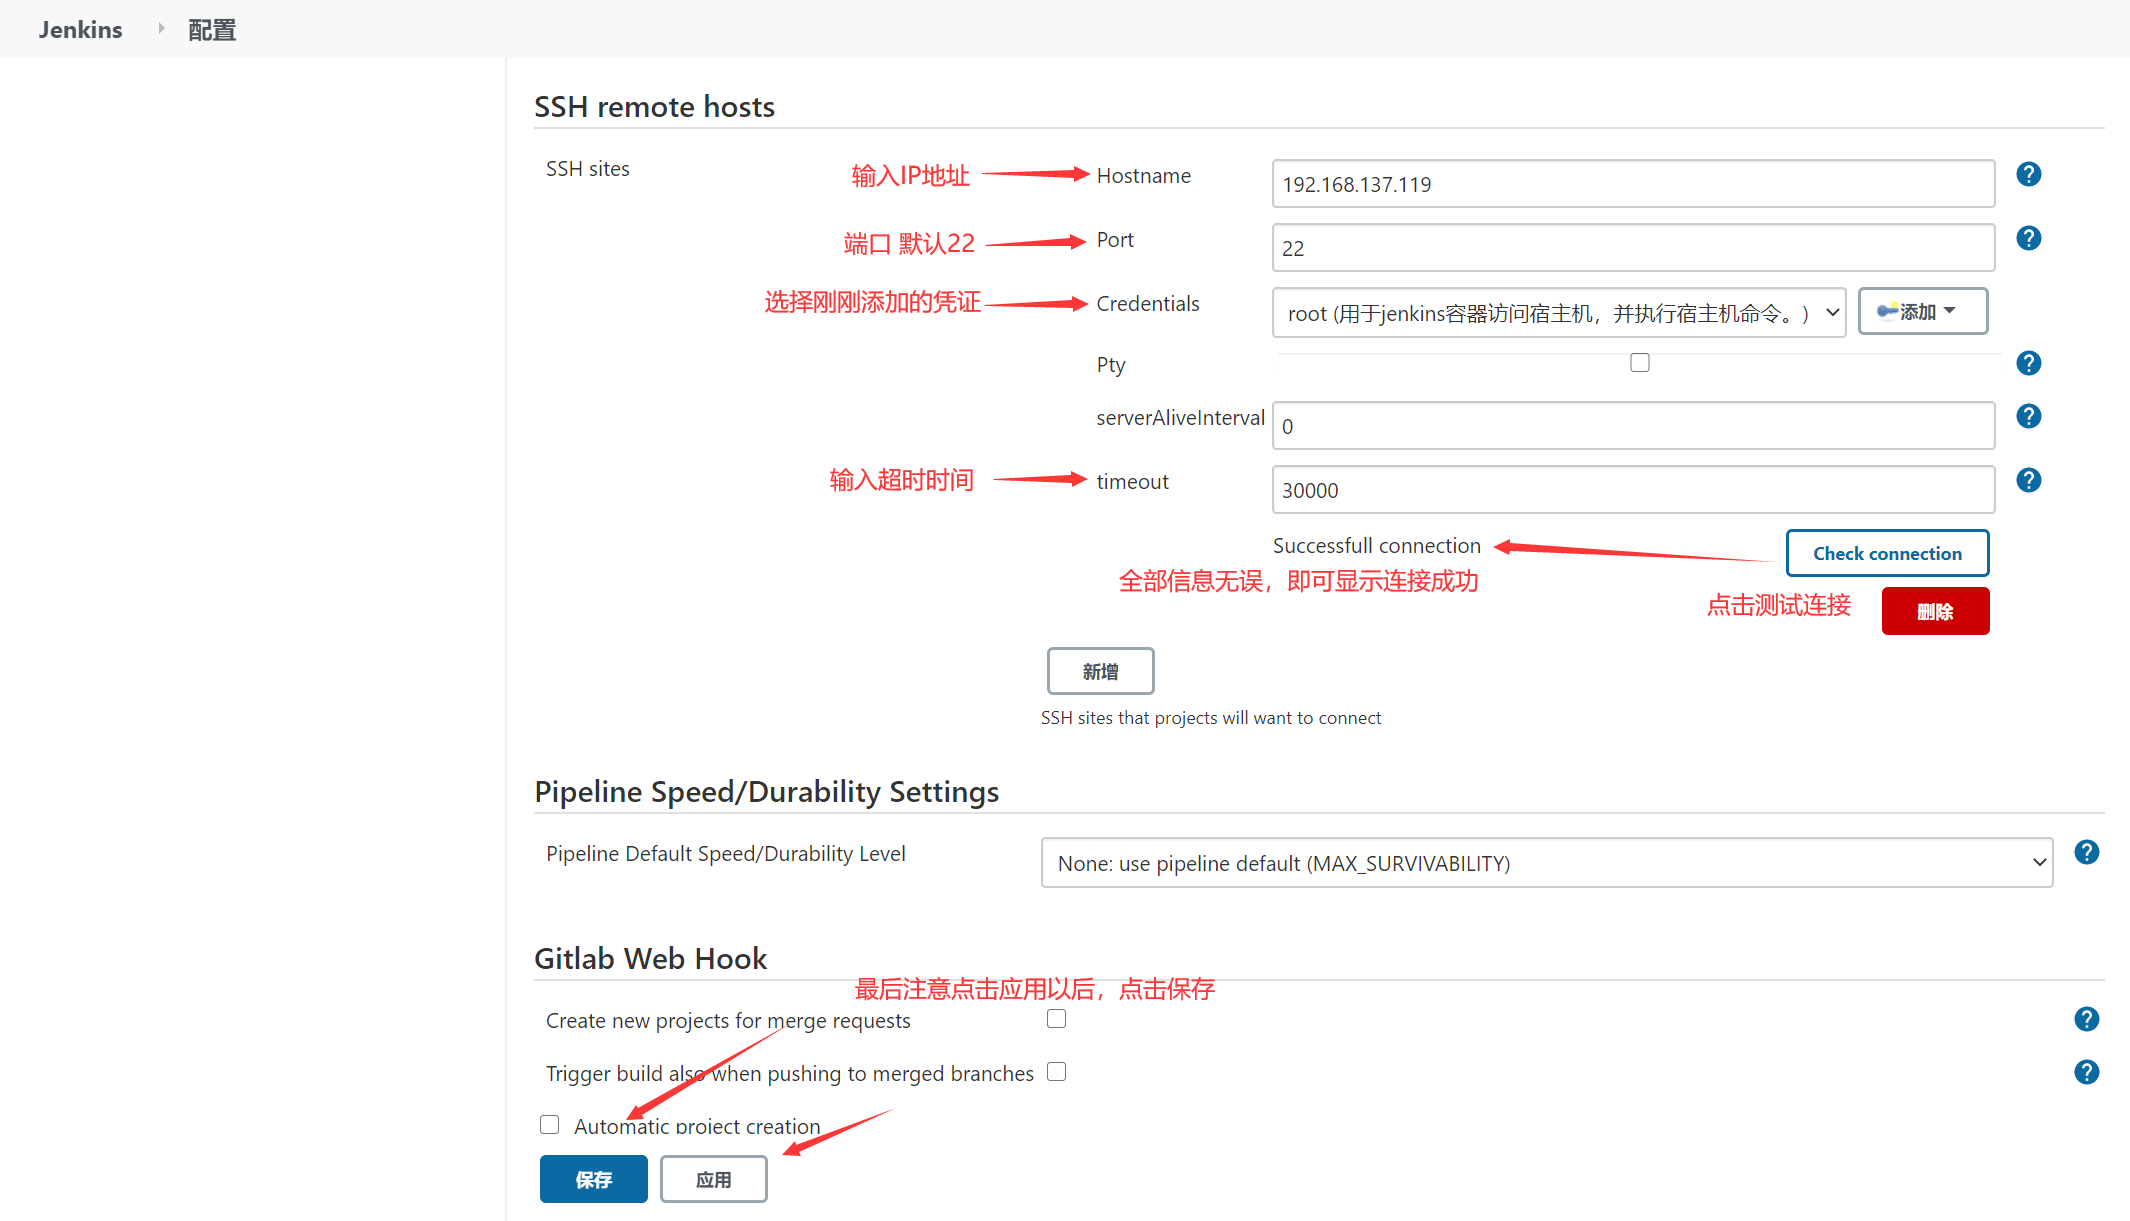 Jenkins 配置
SSH remote hosts
SSH sites
输入IP地址 Hostname 192.168.137.119
端口 默认22 Port 22
选择刚刚添加的凭证 Credentials root (用于jenkins容器访问宿主机，并执行宿主机命令。) 添加
Pty
serverAliveInterval 0
输入超时时间 timeout 30000
Successfull connection Check connection
全部信息无误，即可显示连接成功
点击测试连接 删除
新增
SSH sites that projects will want to connect
Pipeline Speed/Durability Settings
Pipeline Default Speed/Durability Level None: use pipeline default (MAX_SURVIVABILITY)
Gitlab Web Hook
最后注意点击应用以后，点击保存
Create new projects for merge requests
Trigger build also when pushing to merged branches
Automatic project creation
保存 应用